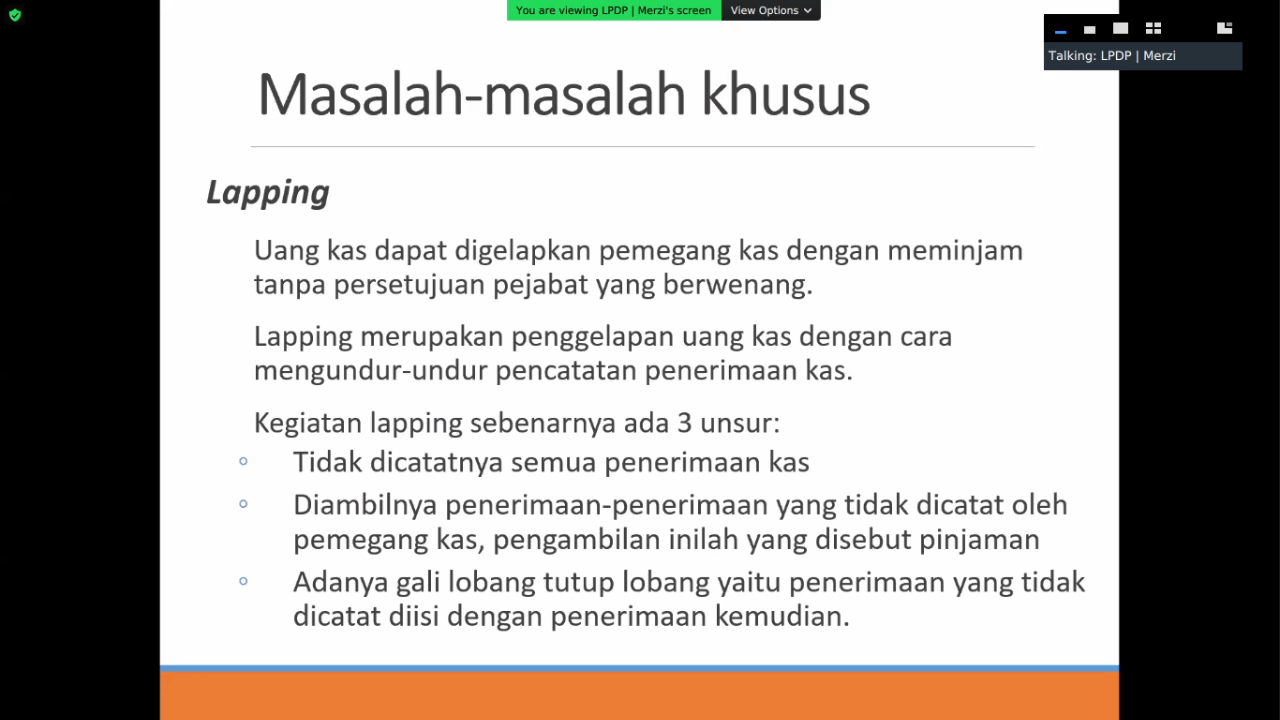 You are viewing LPDP | Merzi's screen
View Options
Talking: LPDP | Merzi
Masalah-masalah khusus
Lapping
Uang kas dapat digelapkan pemegang kas dengan meminjam
tanpa persetujuan pejabat yang berwenang.
Lapping merupakan penggelapan uang kas dengan cara
mengundur-undur pencatatan penerimaan kas.
Kegiatan lapping sebenarnya ada 3 unsur:
Tidak dicatatnya semua penerimaan kas
Diambilnya penerimaan-penerimaan yang tidak dicatat oleh
pemegang kas, pengambilan inilah yang disebut pinjaman
Adanya gali lobang tutup lobang yaitu penerimaan yang tidak
dicatat diisi dengan penerimaan kemudian.